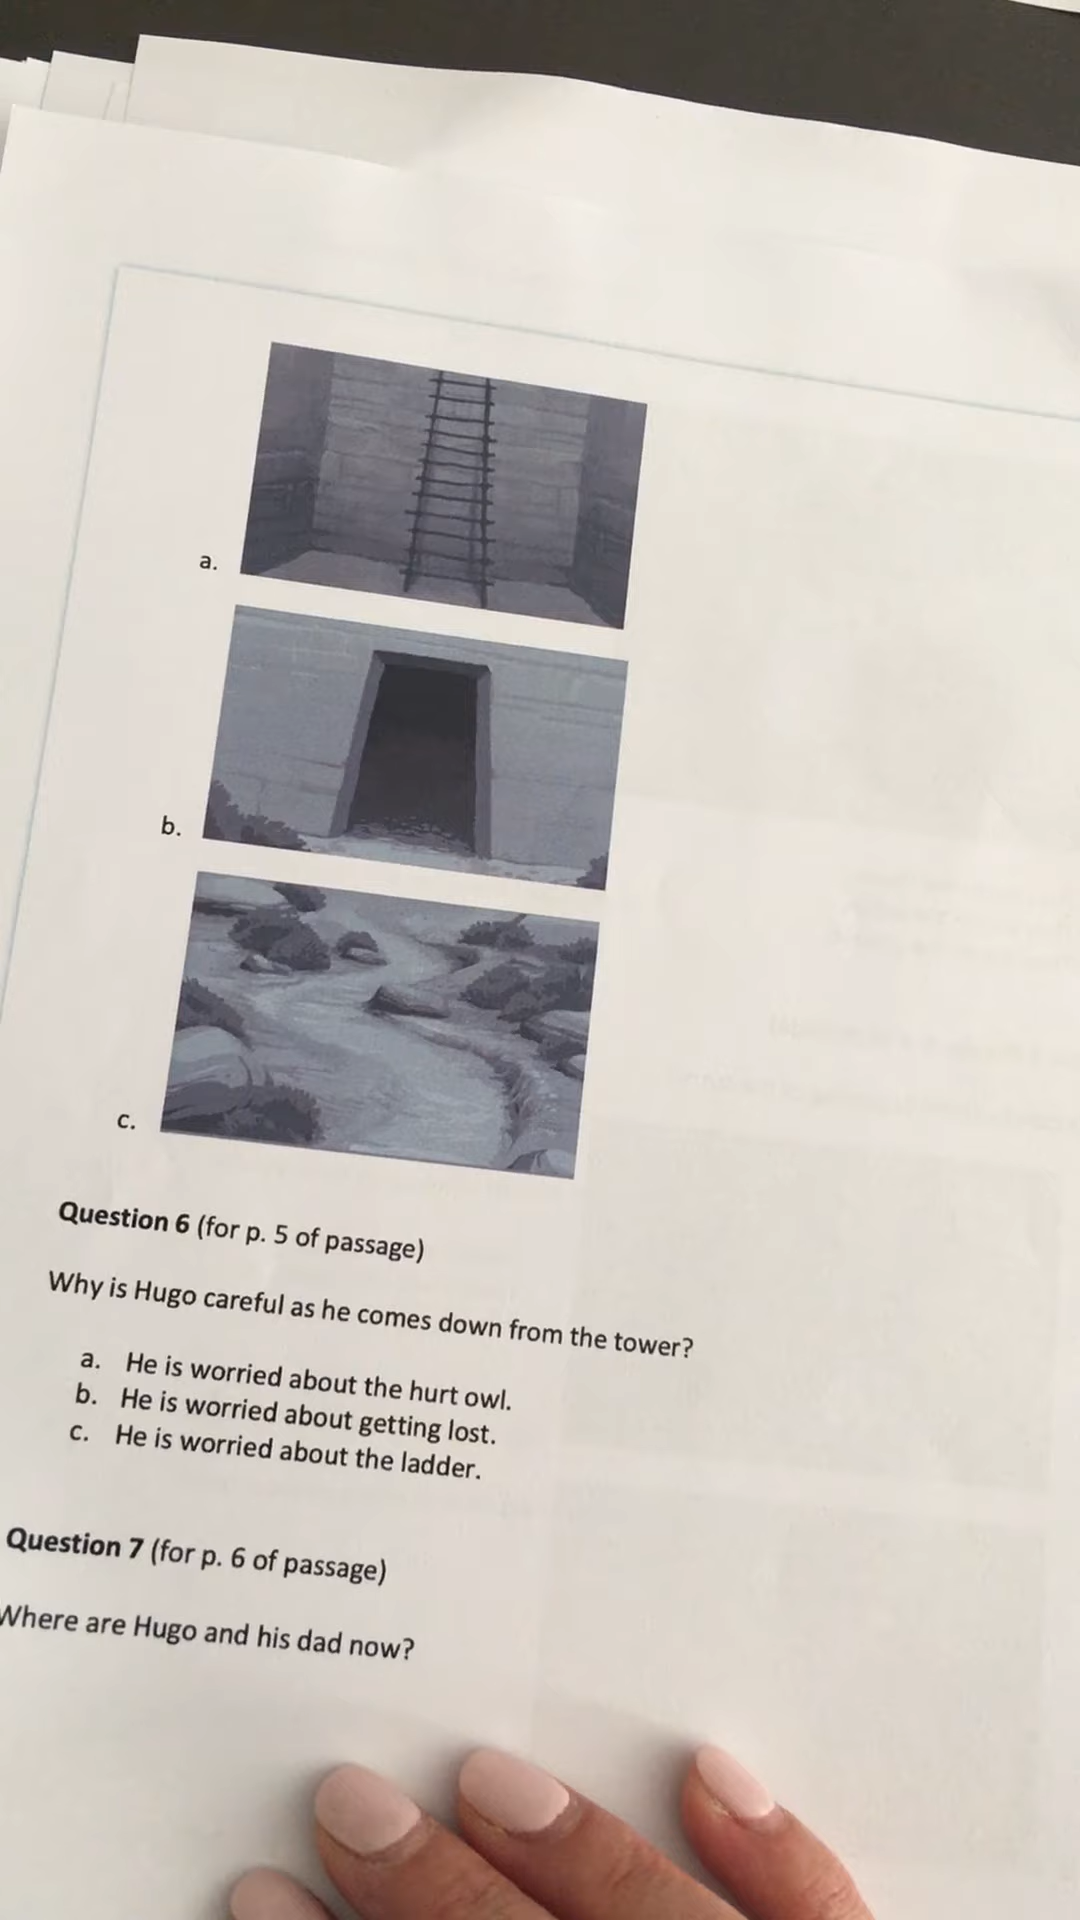 a.
b.
c.
Question 6 (for p. 5 of passage)
Why is Hugo careful as he comes down from the tower?
a. He is worried about the hurt owl.
b. He is worried about getting lost.
c. He is worried about the ladder.
Question 7 (for p. 6 of passage)
Where are Hugo and his dad now?